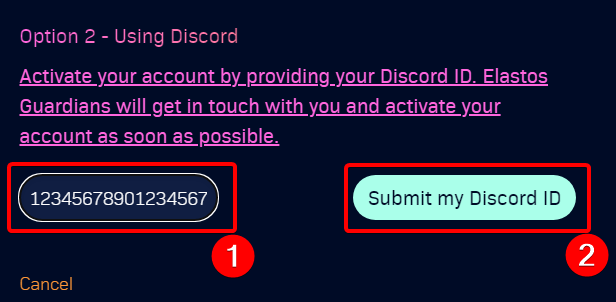 Option 2 - Using Discord
Activate your account by providing your Discord ID. Elastos
Guardians will get in touch with you and activate your
account as soon as possible.
12345678901234567
Submit my Discord ID
1
2
Cancel